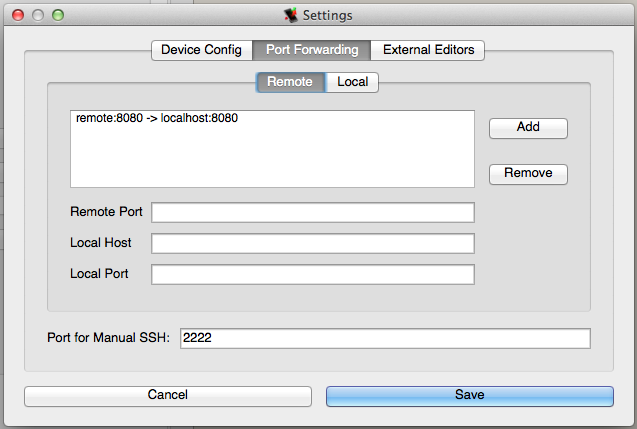 Settings
Device Config Port Forwarding External Editors
Remote Local
remote:8080 -> localhost:8080
Add
Remove
Remote Port
Local Host
Local Port
Port for Manual SSH: 2222
Cancel Save